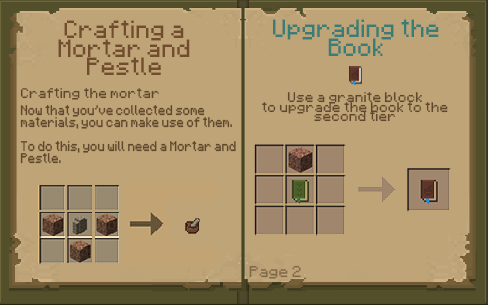 Crafting a
Mortar and
Pestle
Crafting the mortar
Now that you've collected some
materials, you can make use of them.
To do this, you will need a Mortar and
Pestle.
Upgrading the
Book
Use a granite block
to upgrade the book to the
second tier
Page 2